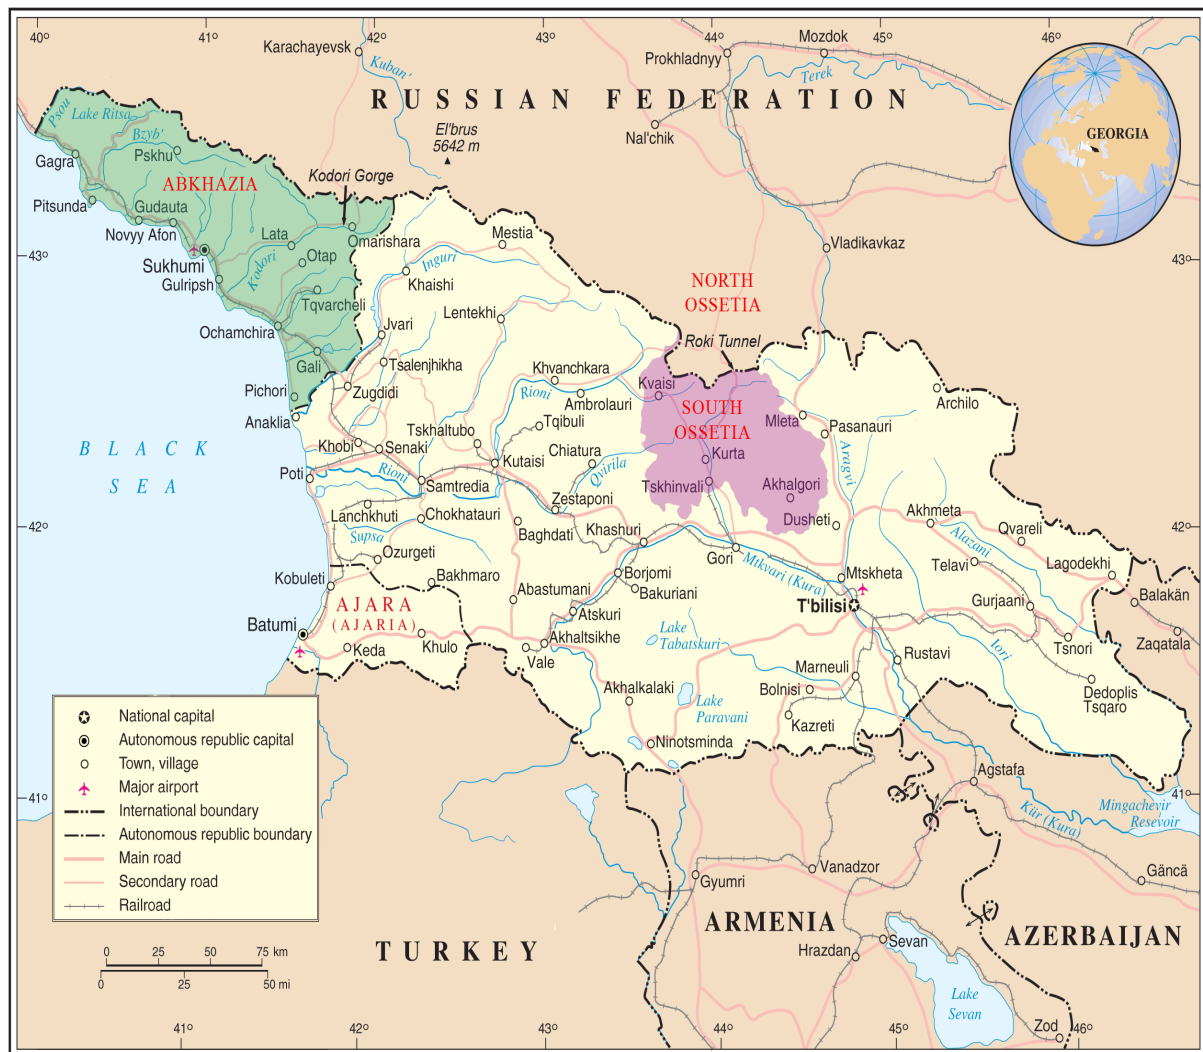 40°
41°
42°
43°
44°
45°
46°
Karachayevsk
Kuban'
Prokhladnyy
Mozdok
Terek
RUSSIAN FEDERATION
Psou
Lake Ritsa
El'brus
5642 m
Nal'chik
GEORGIA
Bzyb'
Gagra
Pskhu
Kodori Gorge
ABKHAZIA
Pitsunda
Gudauta
Novyy Afon
Lata
Omarishara
Mestia
Vladikavkaz
43°
43°
Sukhumi
Kodori
Otap
Inguri
Gulripsh
Khaishi
NORTH
OSSETIA
Tqvarcheli
Lentekhi
Ochamchira
Jvari
Roki Tunnel
Gali
Tsalenjhikha
Khvanchkara
Kvaisi
Pichori
Zugdidi
Rioni
Ambrolauri
SOUTH
OSSETIA
Archilo
Anaklia
Mleta
Pasanauri
Tskhaltubo
Tqibuli
BLACK
SEA
Khobi
Senaki
Chiatura
Kurta
Aragvi
Poti
Rioni
Kutaisi
Qvirila
Samtredia
Tskhinvali
Akhalgori
Zestaponi
Lanchkhuti
Chokhatauri
Akhmeta
Dusheti
Qvareli
42°
42°
Supsa
Baghdati
Khashuri
Alazani
Ozurgeti
Gori
Mtkvari (Kura)
Telavi
Lagodekhi
Kobuleti
Bakhmaro
Borjomi
Mtskheta
Abastumani
Bakuriani
Gurjaani
Balakän
AJARA
(AJARIA)
Atskuri
T'bilisi
Batumi
Lake
Tabatskuri
Akhaltsikhe
Tsnori
Zaqatala
Keda
Khulo
Vale
Iori
Rustavi
Marneuli
Akhalkalaki
Bolnisi
Dedoplis
Tsqaro
Lake
Paravani
Kazreti
Ninotsminda
National capital
Autonomous republic capital
Town, village
Major airport
International boundary
Autonomous republic boundary
Main road
Secondary road
Railroad
Agstafa
41°
41°
Mingachevir
Resevoir
Kür (Kura)
Vanadzor
Gäncä
Gyumri
ARMENIA
AZERBAIJAN
TURKEY
Hrazdan
Sevan
0 25 50 75 km
0 25 50 mi
Lake
Sevan
Zod
41°
42°
43°
44°
45°
46°